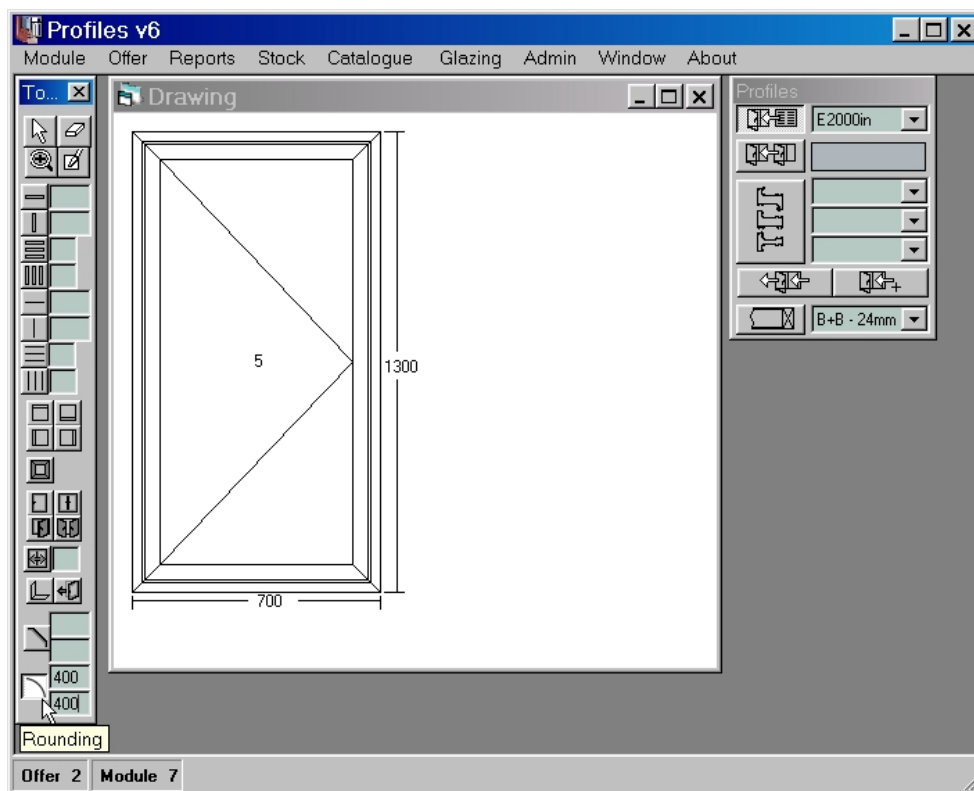 Profiles v6
Module Offer Reports Stock Catalogue Glazing Admin Window About
To...
Drawing
5
1300
700
Profiles
E2000in
B+B - 24mm
400
400
Rounding
Offer 2 Module 7